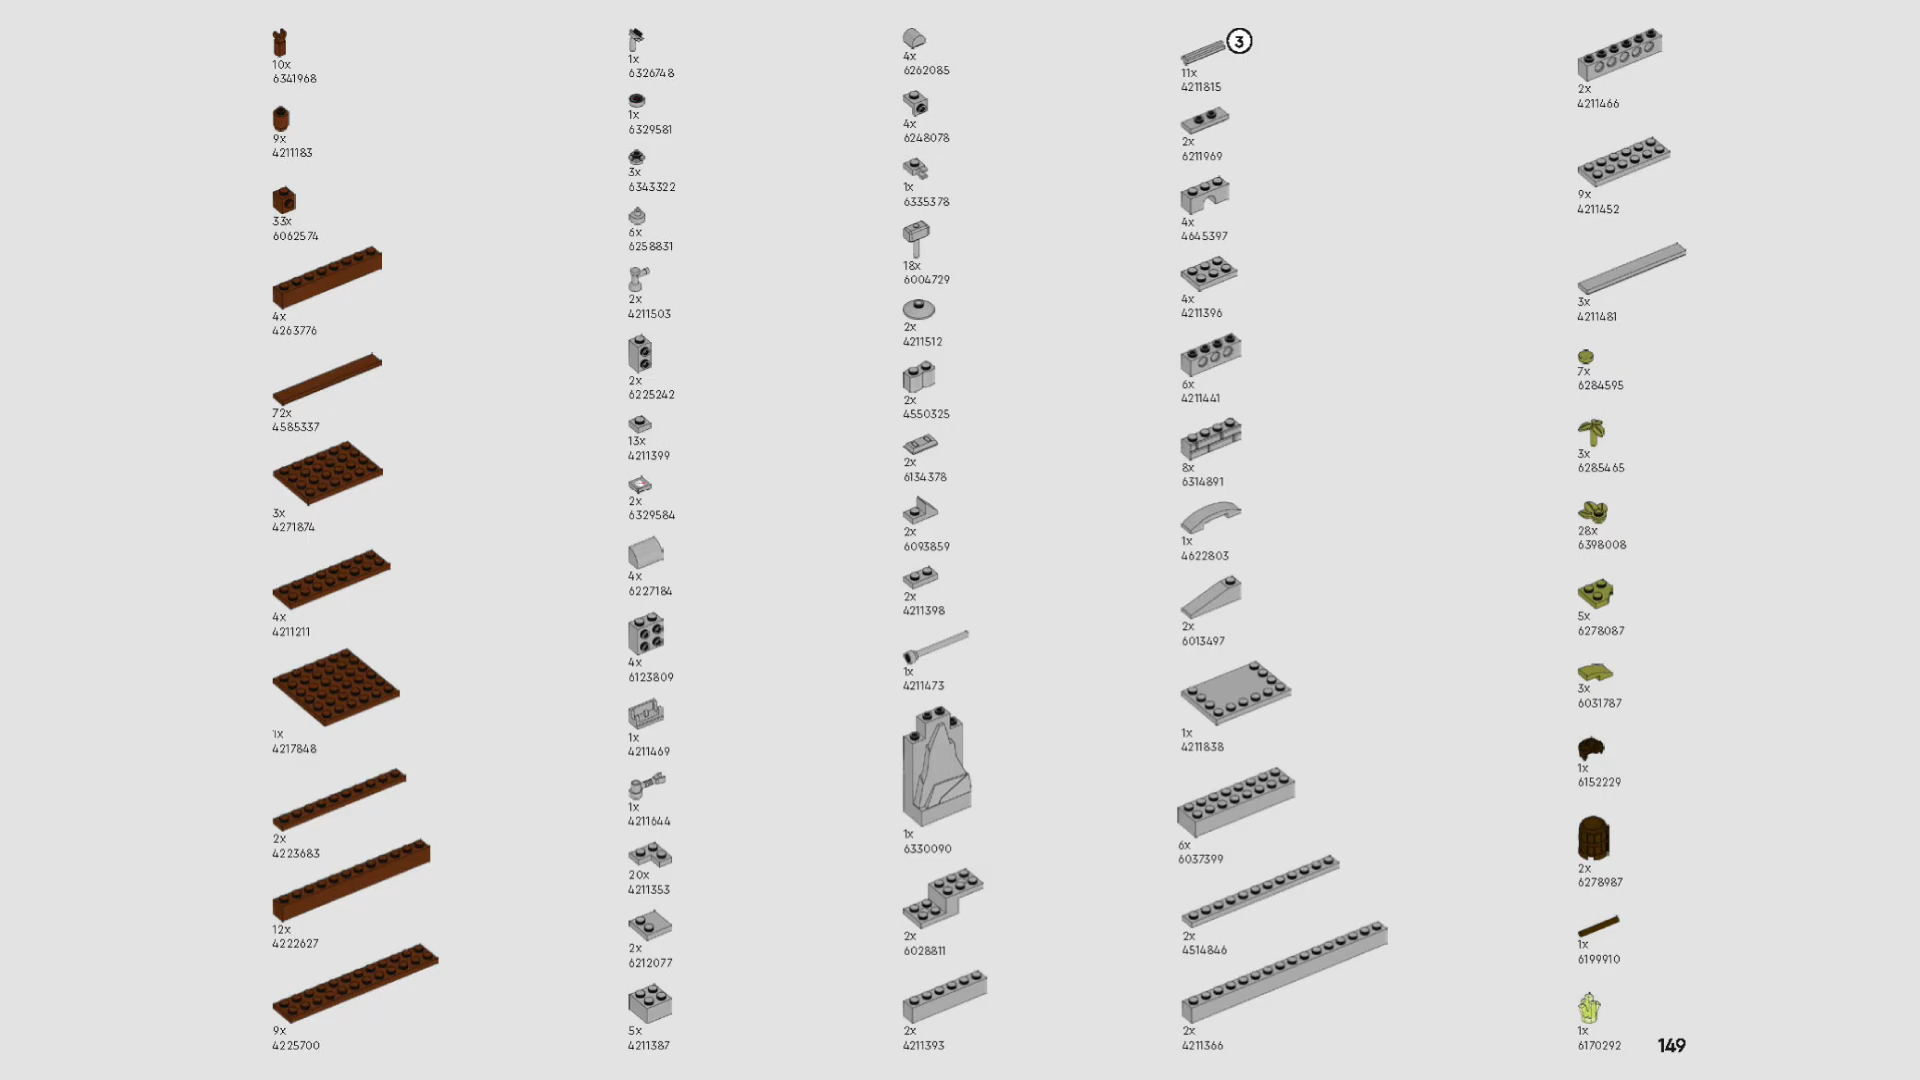 10x
6341968
9x
4211183
33x
6062574
4x
4263776
72x
4585337
3x
4271874
4x
4211211
1x
4217848
2x
4223683
12x
4222627
9x
4225700
1x
6326748
1x
6329581
3x
6343322
6x
6258831
2x
4211503
2x
6225242
13x
4211399
2x
6329584
4x
6227184
4x
6123809
1x
4211469
1x
4211644
20x
4211353
2x
6212077
5x
4211387
4x
6262085
4x
6248078
1x
6335378
18x
6004729
2x
4211512
2x
4550325
2x
6134378
2x
6093859
2x
4211398
1x
4211473
1x
6330090
2x
6028811
2x
4211393
3
11x
4211815
2x
6211969
4x
4645397
4x
4211396
6x
4211441
8x
6314891
1x
4622803
2x
6013497
1x
4211838
6x
6037399
2x
4514846
2x
4211366
2x
4211466
9x
4211452
3x
4211481
7x
6284595
3x
6285465
28x
6398008
5x
6278087
3x
6031787
1x
6152229
2x
6278987
1x
6199910
1x
6170292
149